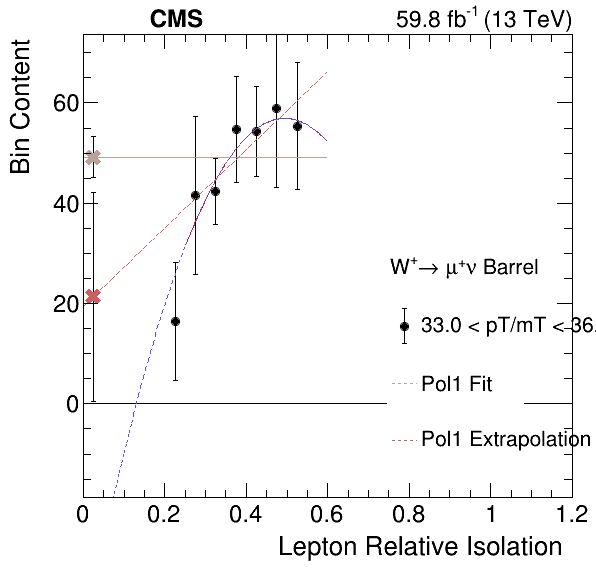 CMS
59.8 fb-1 (13 TeV)
Bin Content
60
40
20
0
W+→ μ+ν Barrel
33.0 < pT/mT < 36.
Pol1 Fit
Pol1 Extrapolation
0 0.2 0.4 0.6 0.8 1 1.2
Lepton Relative Isolation